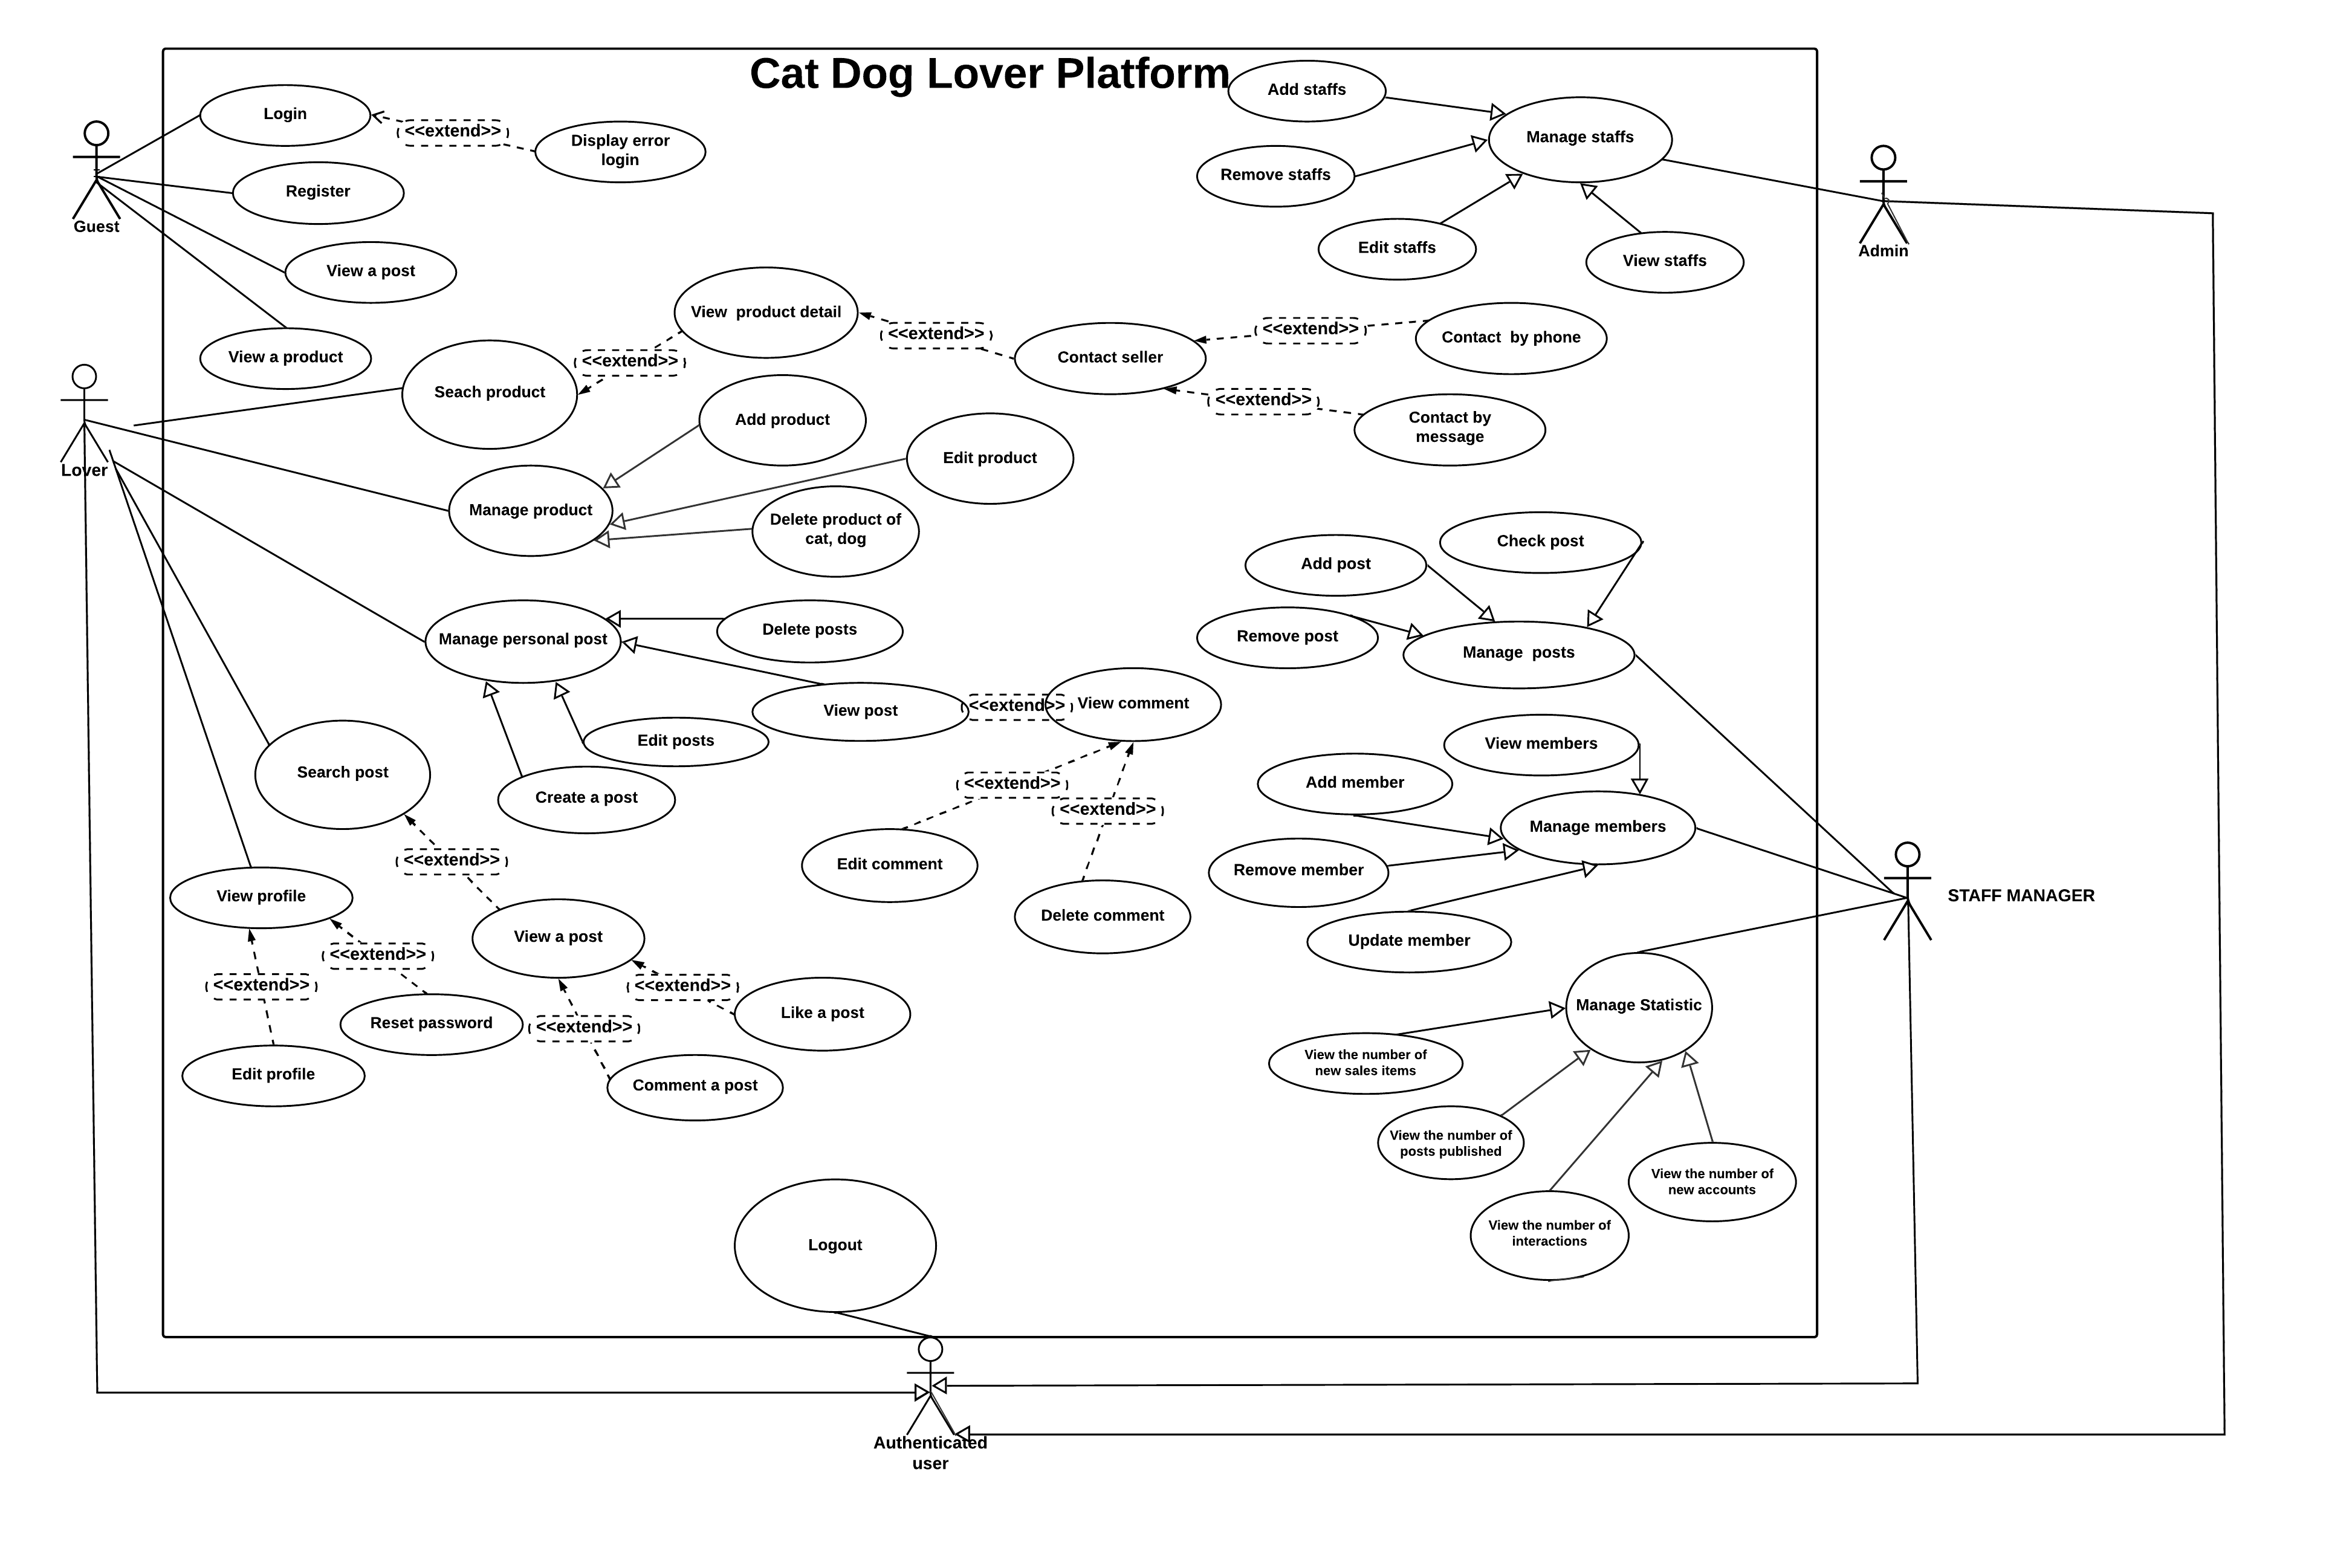 Cat Dog Lover Platform
Login
<<extend>>
Display error
login
Register
Guest
View a post
View a product
Add staffs
Manage staffs
Remove staffs
Edit staffs
View staffs
Admin
View  product detail
<<extend>>
Contact seller
<<extend>>
Contact  by phone
<<extend>>
Contact by
message
<<extend>>
Seach product
Lover
Add product
Edit product
Manage product
Delete product of
cat, dog
Check post
Add post
Remove post
Manage  posts
Manage personal post
Delete posts
View post
<<extend>>
View comment
Edit posts
Create a post
Search post
<<extend>>
<<extend>>
Edit comment
Delete comment
View members
Add member
Manage members
Remove member
Update member
STAFF MANAGER
<<extend>>
View profile
View a post
<<extend>>
<<extend>>
Reset password
Edit profile
<<extend>>
<<extend>>
Like a post
Comment a post
Manage Statistic
View the number of
new sales items
View the number of
posts published
View the number of
new accounts
View the number of
interactions
Logout
Authenticated
user